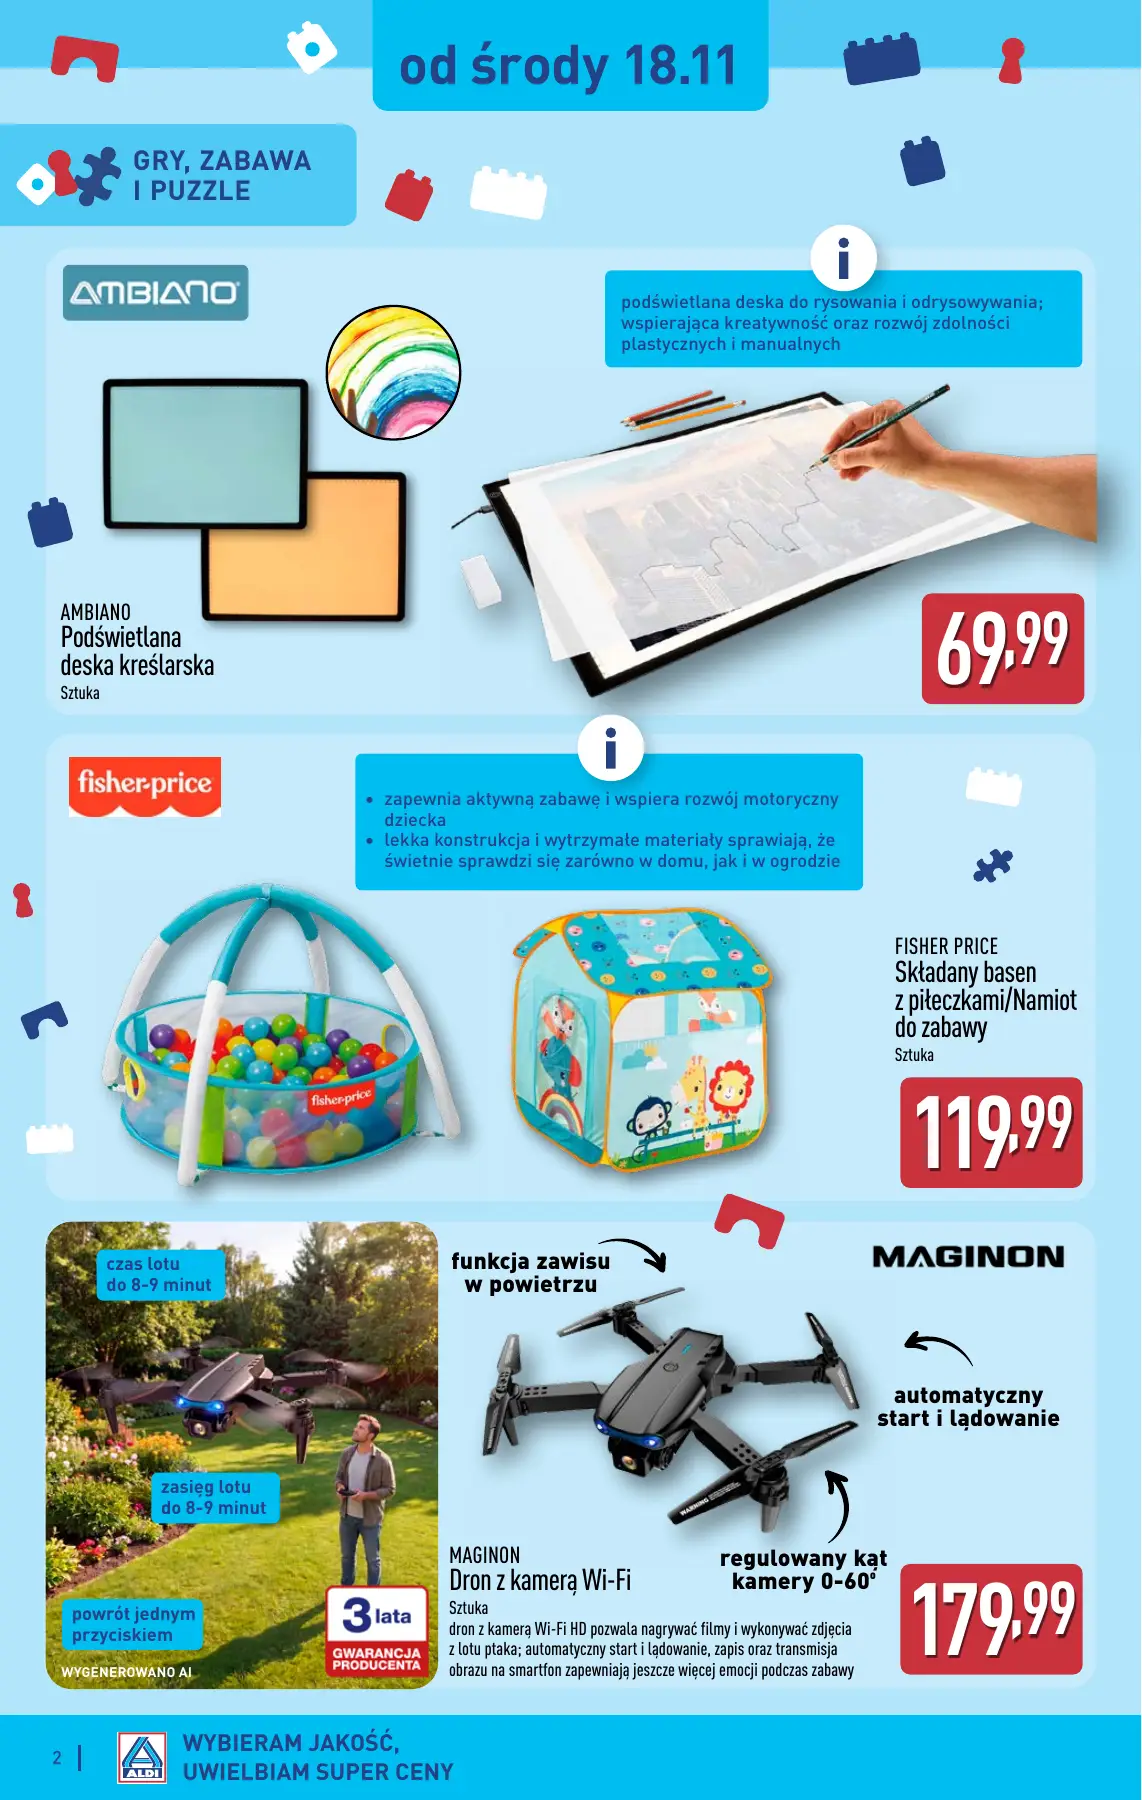 od środy 18.11
GRY, ZABAWA
I PUZZLE
AMBIANO
podświetlana deska do rysowania i odrysowywania;
wspierająca kreatywność oraz rozwój zdolności
plastycznych i manualnych
AMBIANO
Podświetlana
deska kreślarska
Sztuka
69,99
fisher-price
• zapewnia aktywną zabawę i wspiera rozwój motoryczny
dziecka
• lekka konstrukcja i wytrzymałe materiały sprawiają, że
świetnie sprawdzi się zarówno w domu, jak i w ogrodzie
fisher-price
FISHER PRICE
Składany basen
z piłeczkami/Namiot
do zabawy
Sztuka
119,99
czas lotu
do 8-9 minut
zasięg lotu
do 8-9 minut
powrót jednym
przyciskiem
WYGENEROWANO AI
3 lata
GWARANCJA
PRODUCENTA
funkcja zawisu
w powietrzu
MAGINON
automatyczny
start i lądowanie
WARNING
regulowany kąt
kamery 0-60°
MAGINON
Dron z kamerą Wi-Fi
Sztuka
dron z kamerą Wi-Fi HD pozwala nagrywać filmy i wykonywać zdjęcia
z lotu ptaka; automatyczny start i lądowanie, zapis oraz transmisja
obrazu na smartfon zapewniają jeszcze więcej emocji podczas zabawy
179,99
2
ALDI
WYBIERAM JAKOŚĆ,
UWIELBIAM SUPER CENY